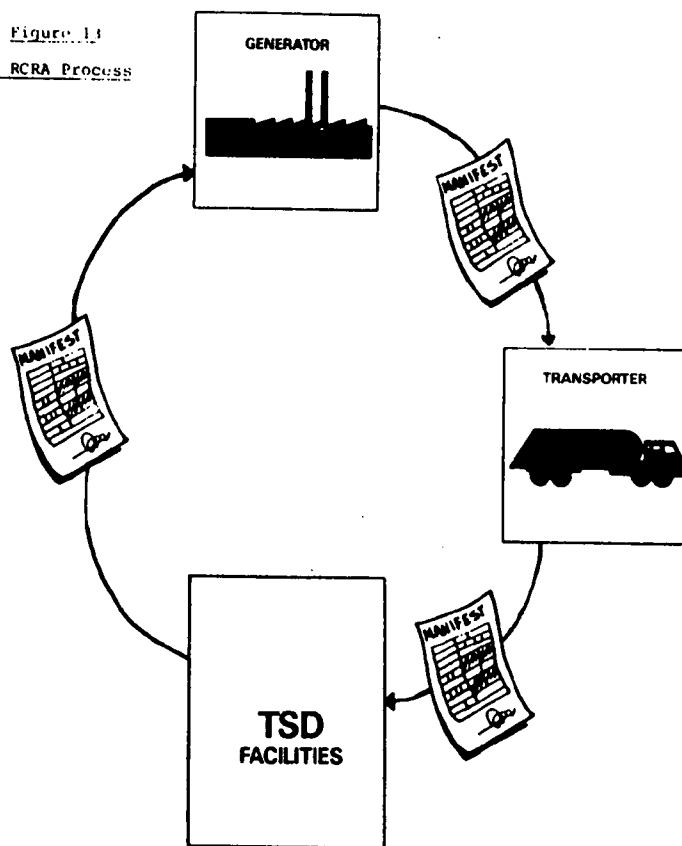 Figure 13
RCRA Process
GENERATOR
MANIFEST
TRANSPORTER
MANIFEST
MANIFEST
TSD
FACILITIES